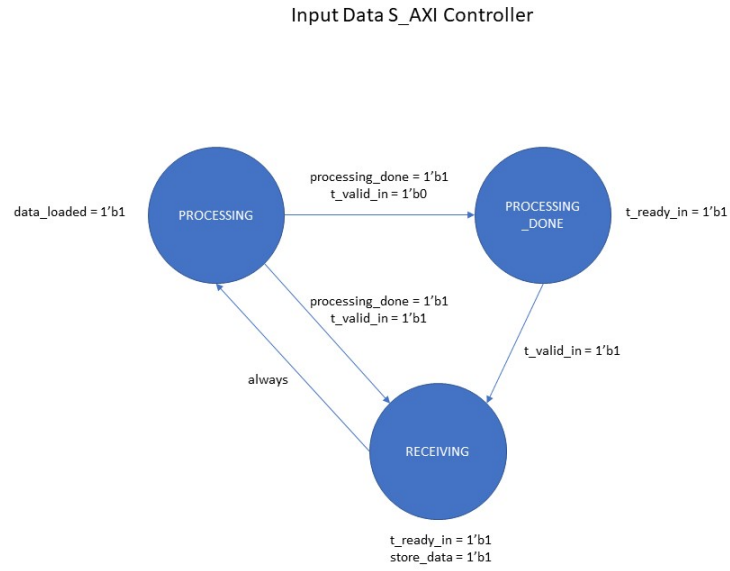 Input Data S_AXI Controller
processing_done = 1’b1
t_valid_in = 1’b0
data_loaded = 1’b1
PROCESSING
PROCESSING
_DONE
t_ready_in = 1’b1
processing_done = 1’b1
t_valid_in = 1’b1
t_valid_in = 1’b1
always
RECEIVING
t_ready_in = 1’b1
store_data = 1’b1